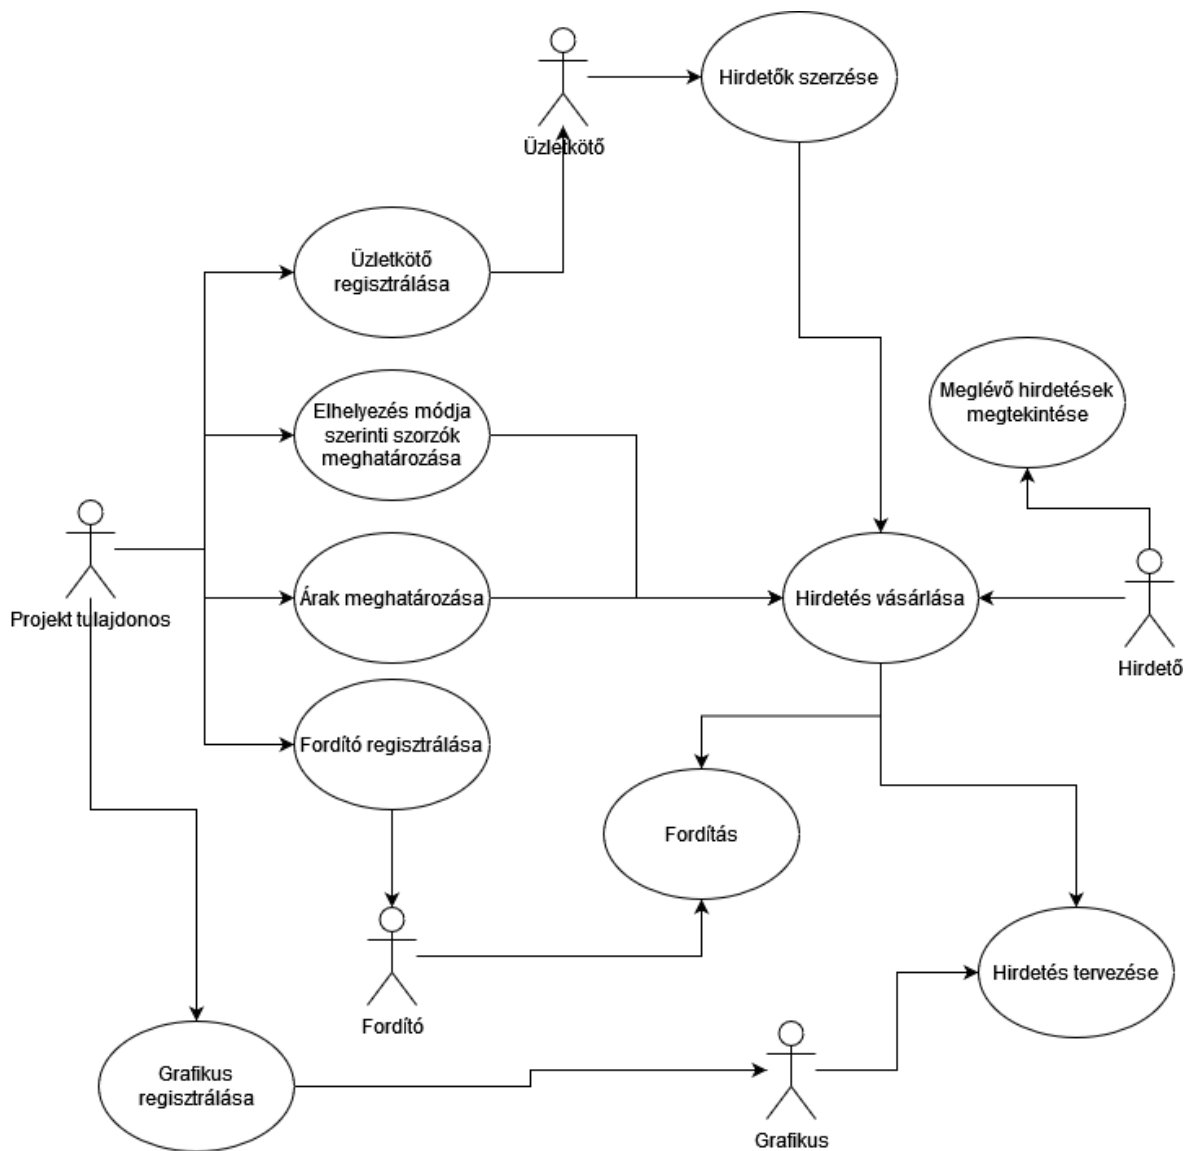 Hirdetők szerzése
Üzletkötő
Üzletkötő
regisztrálása
Elhelyezés módja
szerinti szorzók
meghatározása
Meglévő hirdetések
megtekintése
Árak meghatározása
Hirdetés vásárlása
Projekt tulajdonos
Hirdető
Fordító regisztrálása
Fordítás
Hirdetés tervezése
Fordító
Grafikus
regisztrálása
Grafikus